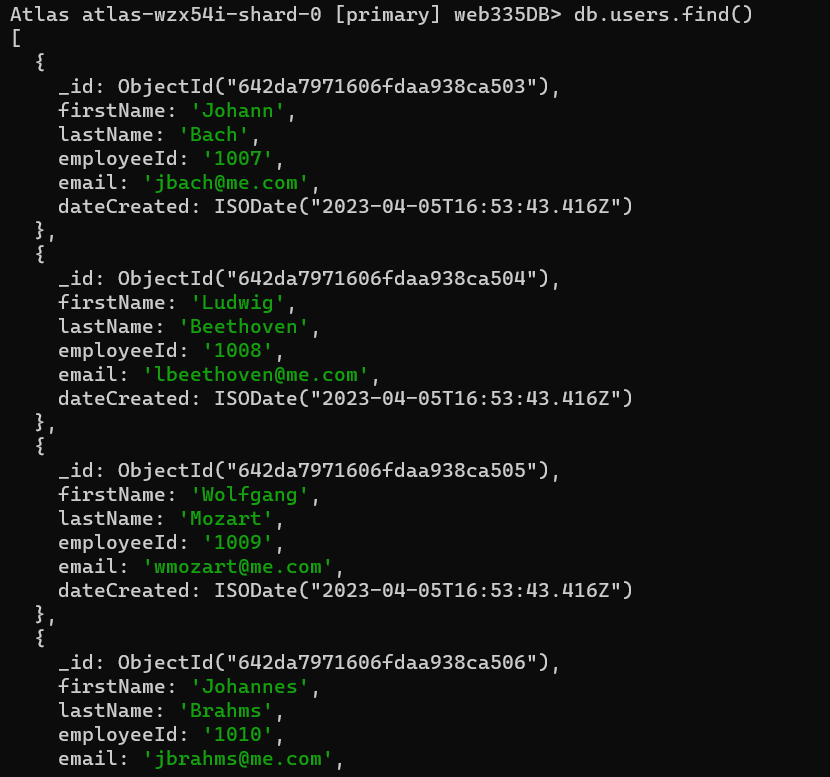 Atlas atlas-wzx54i-shard-0 [primary] web335DB> db.users.find()
[
  {
    _id: ObjectId("642da7971606fdaa938ca503"),
    firstName: 'Johann',
    lastName: 'Bach',
    employeeId: '1007',
    email: 'jbach@me.com',
    dateCreated: ISODate("2023-04-05T16:53:43.416Z")
  },
  {
    _id: ObjectId("642da7971606fdaa938ca504"),
    firstName: 'Ludwig',
    lastName: 'Beethoven',
    employeeId: '1008',
    email: 'lbeethoven@me.com',
    dateCreated: ISODate("2023-04-05T16:53:43.416Z")
  },
  {
    _id: ObjectId("642da7971606fdaa938ca505"),
    firstName: 'Wolfgang',
    lastName: 'Mozart',
    employeeId: '1009',
    email: 'wmozart@me.com',
    dateCreated: ISODate("2023-04-05T16:53:43.416Z")
  },
  {
    _id: ObjectId("642da7971606fdaa938ca506"),
    firstName: 'Johannes',
    lastName: 'Brahms',
    employeeId: '1010',
    email: 'jbrahms@me.com',